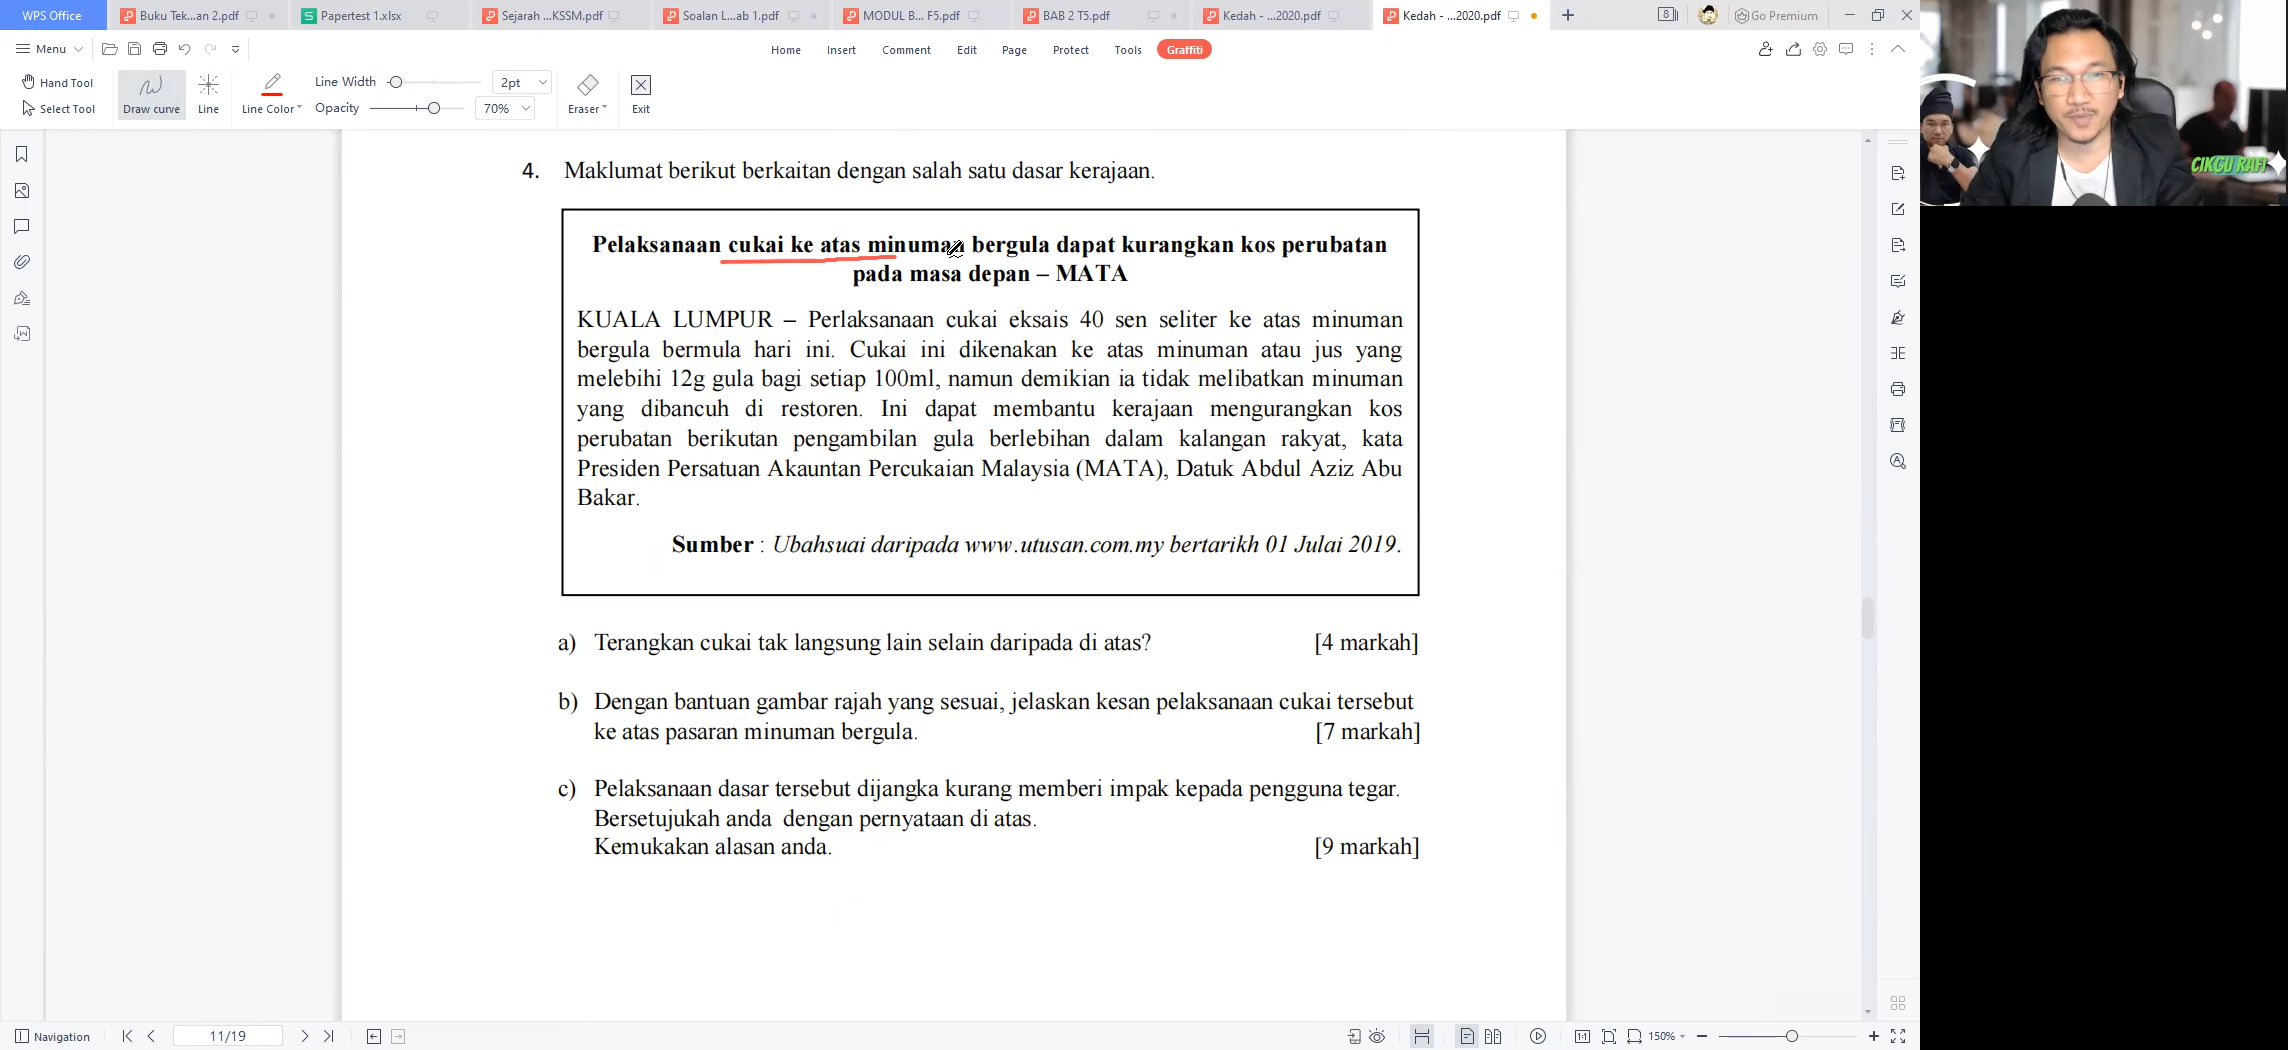 WPS Office
Buku Tek...an 2.pdf
Papertest 1.xlsx
Sejarah ...KSSM.pdf
Soalan L...ab 1.pdf
MODUL B... F5.pdf
BAB 2 T5.pdf
Kedah - ...2020.pdf
Kedah - ...2020.pdf
8
Go Premium
Menu
Home Insert Comment Edit Page Protect Tools Graffiti
Hand Tool
Select Tool
Draw curve
Line
Line Color
Line Width 2pt
Opacity 70%
Eraser
Exit
CIKGU RAFI
4. Maklumat berikut berkaitan dengan salah satu dasar kerajaan.
Pelaksanaan cukai ke atas minuman bergula dapat kurangkan kos perubatan
pada masa depan – MATA
KUALA LUMPUR – Perlaksanaan cukai eksais 40 sen seliter ke atas minuman
bergula bermula hari ini. Cukai ini dikenakan ke atas minuman atau jus yang
melebihi 12g gula bagi setiap 100ml, namun demikian ia tidak melibatkan minuman
yang dibancuh di restoren. Ini dapat membantu kerajaan mengurangkan kos
perubatan berikutan pengambilan gula berlebihan dalam kalangan rakyat, kata
Presiden Persatuan Akauntan Percukaian Malaysia (MATA), Datuk Abdul Aziz Abu
Bakar.
Sumber : Ubahsuai daripada www.utusan.com.my bertarikh 01 Julai 2019.
a) Terangkan cukai tak langsung lain selain daripada di atas? [4 markah]
b) Dengan bantuan gambar rajah yang sesuai, jelaskan kesan pelaksanaan cukai tersebut
ke atas pasaran minuman bergula. [7 markah]
c) Pelaksanaan dasar tersebut dijangka kurang memberi impak kepada pengguna tegar.
Bersetujukah anda dengan pernyataan di atas.
Kemukakan alasan anda. [9 markah]
Navigation
11/19
150%